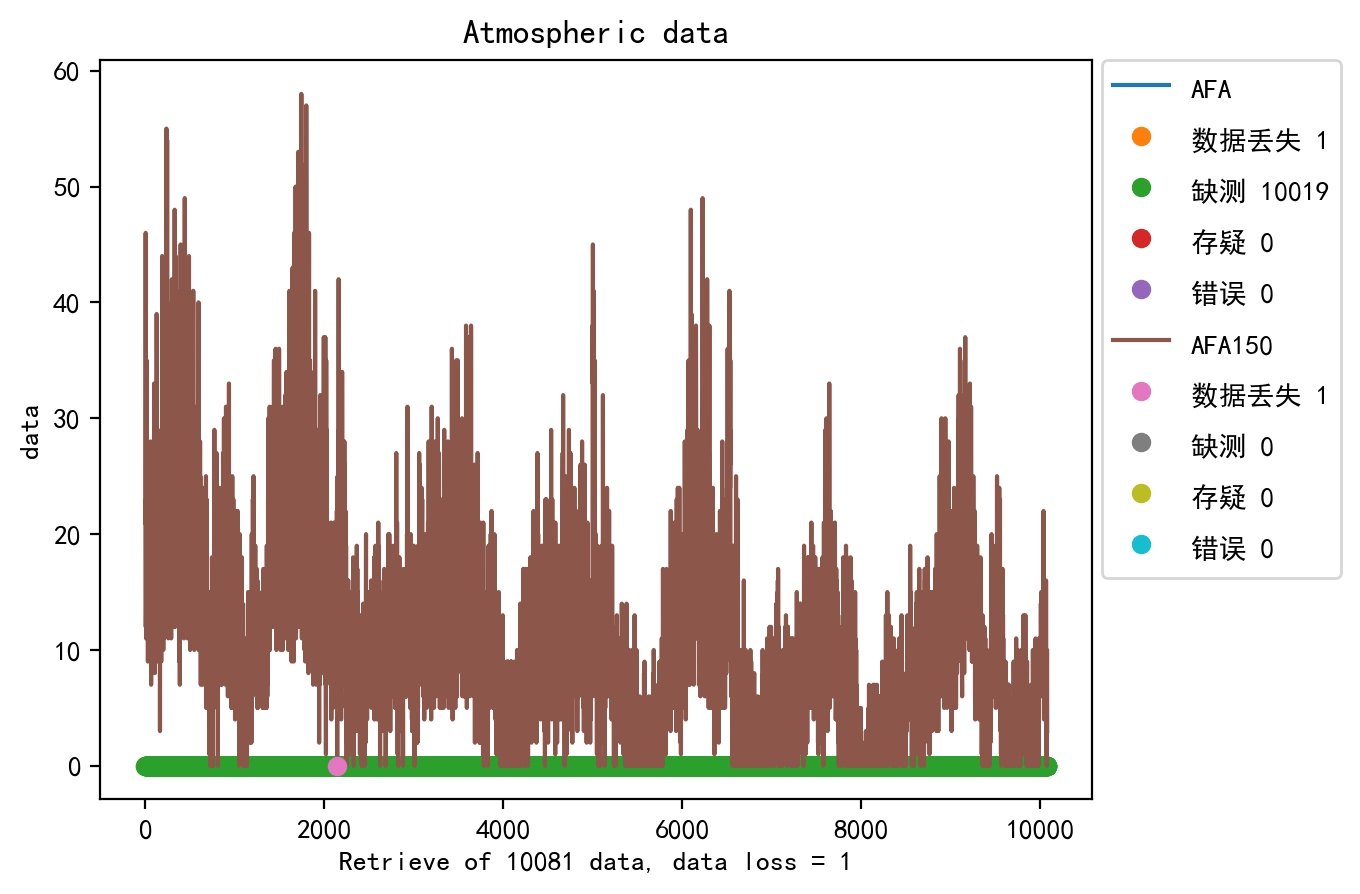 Atmospheric data
60
50
40
30
20
10
0
data
0 2000 4000 6000 8000 10000
Retrieve of 10081 data, data loss = 1
AFA
数据丢失 1
缺测 10019
存疑 0
错误 0
AFA150
数据丢失 1
缺测 0
存疑 0
错误 0